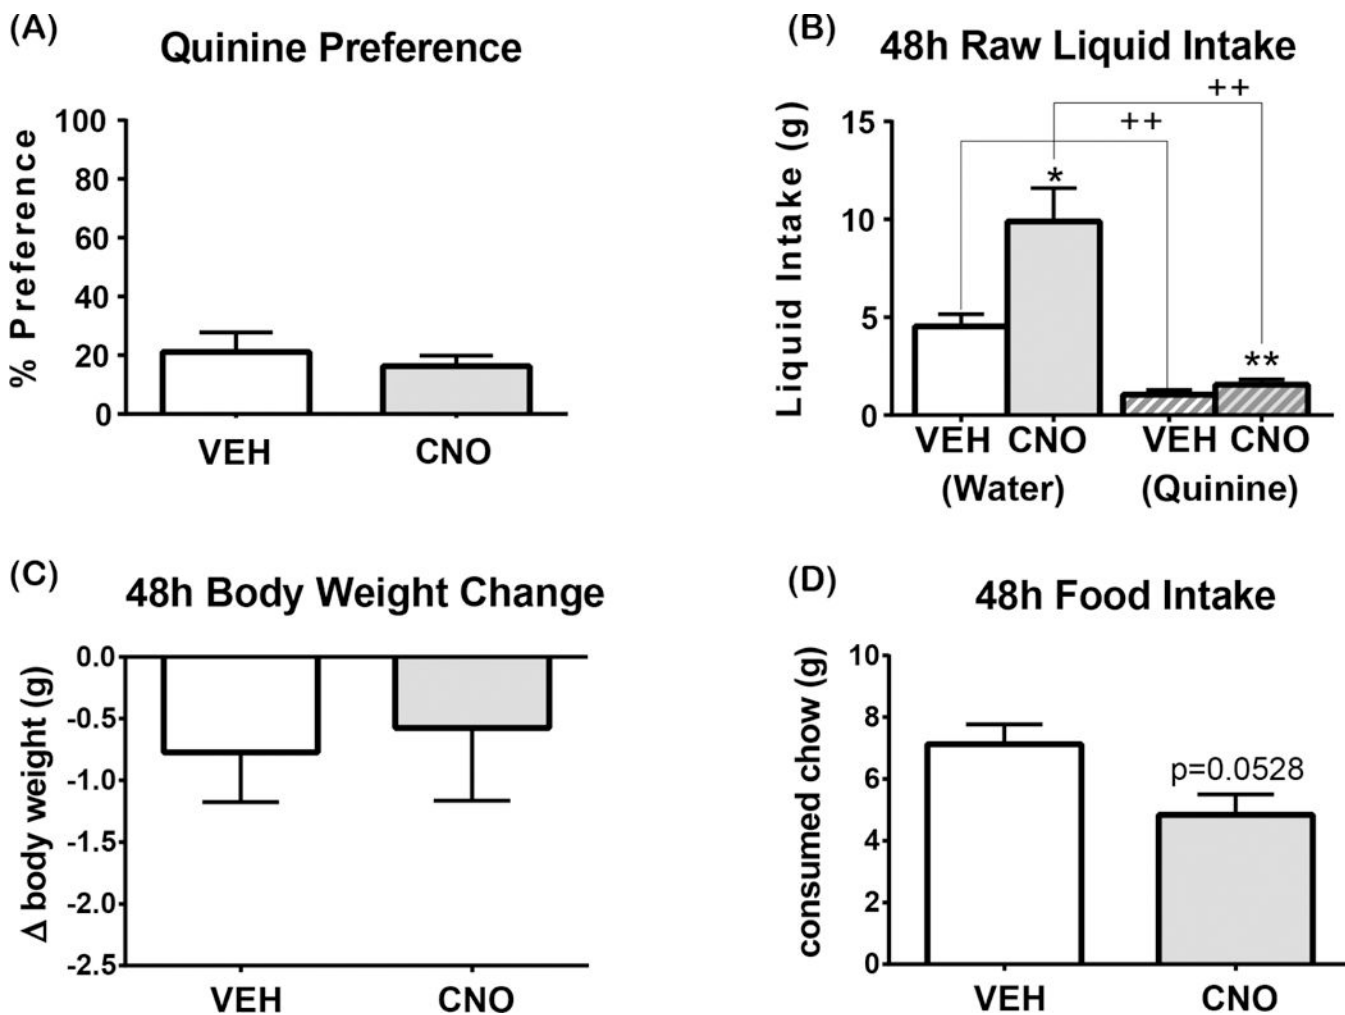 (A)
Quinine Preference
% Preference
100
80
60
40
20
0
VEH CNO
(B)
48h Raw Liquid Intake
Liquid Intake (g)
15
10
5
0
++
++
*
**
VEH CNO VEH CNO
(Water) (Quinine)
(C)
48h Body Weight Change
Δ body weight (g)
0.0
-0.5
-1.0
-1.5
-2.0
-2.5
VEH CNO
(D)
48h Food Intake
consumed chow (g)
10
8
6
4
2
0
p=0.0528
VEH CNO